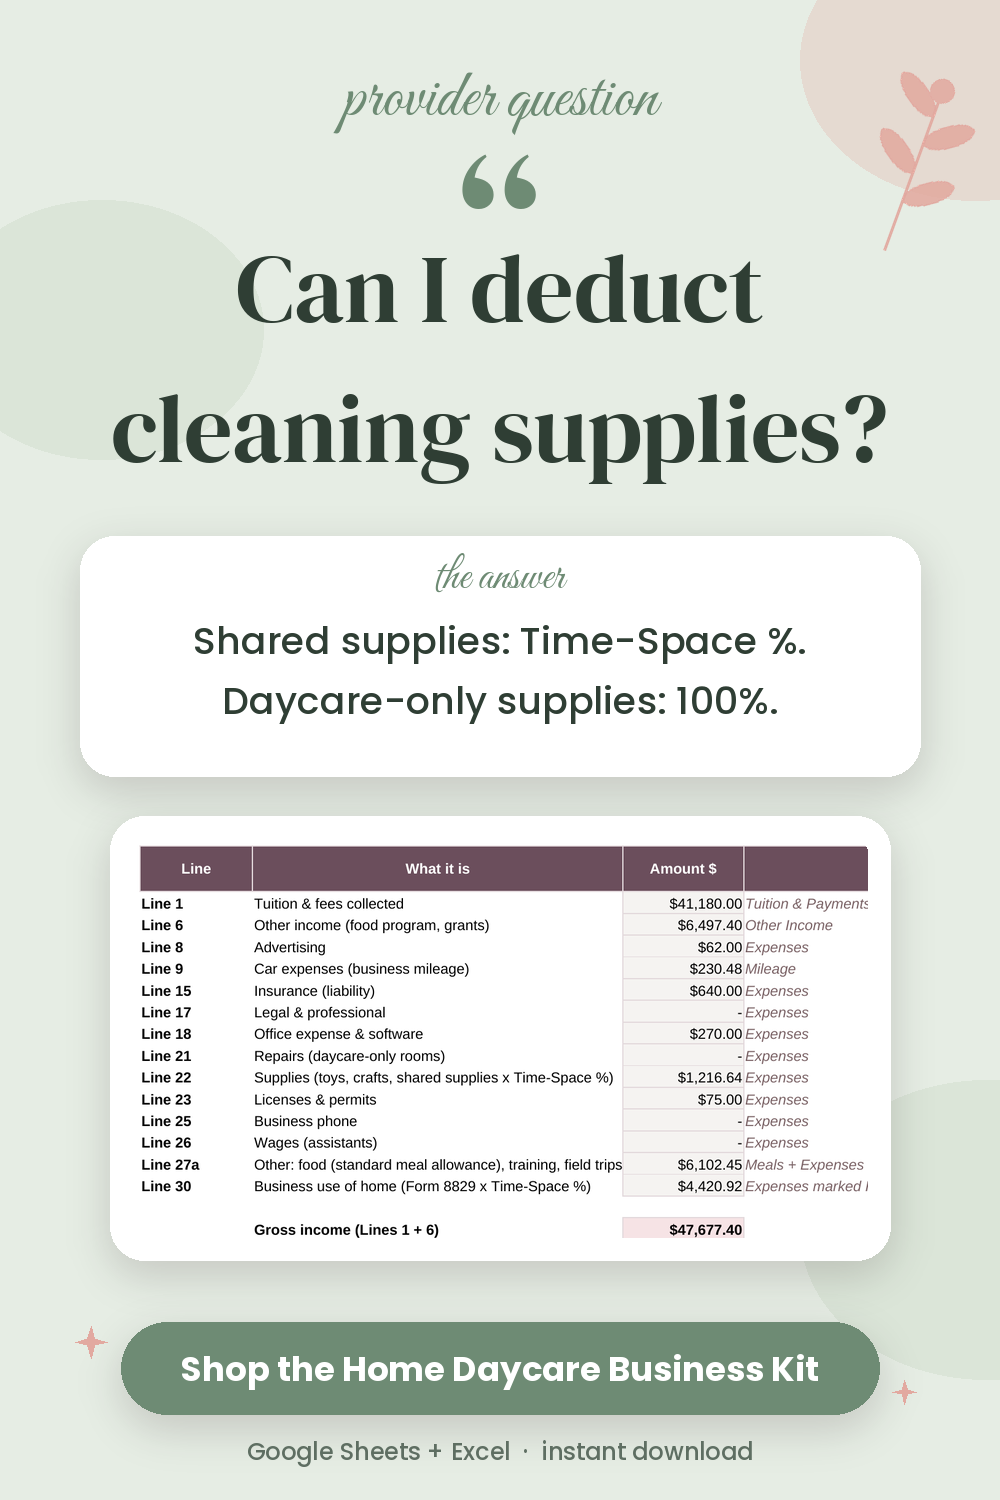 provider question
“
Can I deduct
cleaning supplies?
the answer
Shared supplies: Time-Space %.
Daycare-only supplies: 100%.
Line What it is Amount $
Line 1 Tuition & fees collected $41,180.00 Tuition & Payments
Line 6 Other income (food program, grants) $6,497.40 Other Income
Line 8 Advertising $62.00 Expenses
Line 9 Car expenses (business mileage) $230.48 Mileage
Line 15 Insurance (liability) $640.00 Expenses
Line 17 Legal & professional - Expenses
Line 18 Office expense & software $270.00 Expenses
Line 21 Repairs (daycare-only rooms) - Expenses
Line 22 Supplies (toys, crafts, shared supplies x Time-Space %) $1,216.64 Expenses
Line 23 Licenses & permits $75.00 Expenses
Line 25 Business phone - Expenses
Line 26 Wages (assistants) - Expenses
Line 27a Other: food (standard meal allowance), training, field trips $6,102.45 Meals + Expenses
Line 30 Business use of home (Form 8829 x Time-Space %) $4,420.92 Expenses marked
Gross income (Lines 1 + 6) $47,677.40
Shop the Home Daycare Business Kit
Google Sheets + Excel · instant download